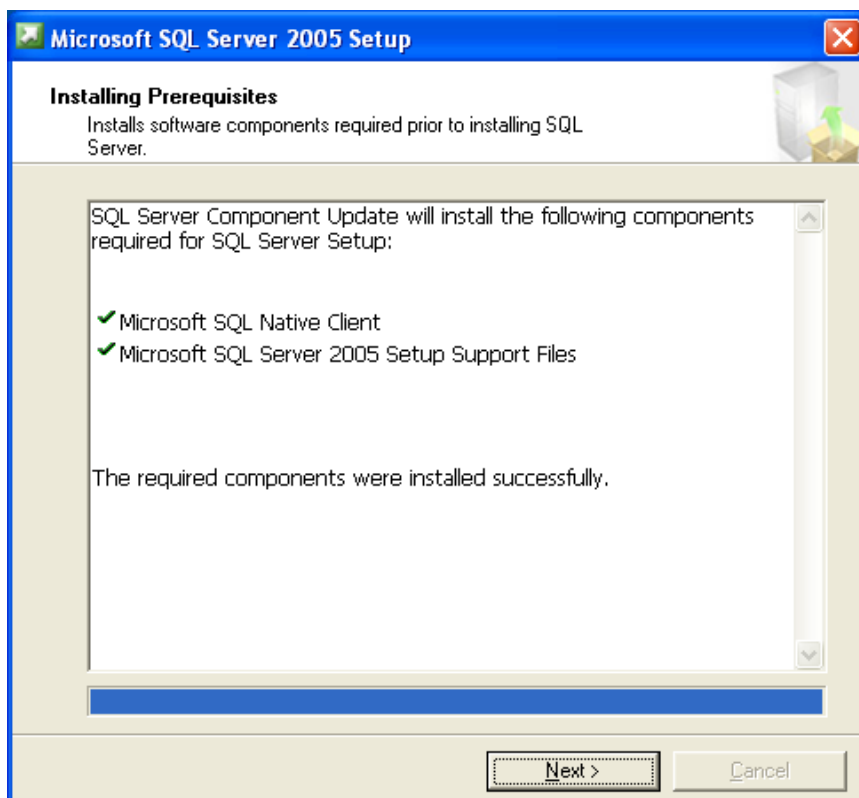 Microsoft SQL Server 2005 Setup
Installing Prerequisites
Installs software components required prior to installing SQL
Server.
SQL Server Component Update will install the following components
required for SQL Server Setup:
Microsoft SQL Native Client
Microsoft SQL Server 2005 Setup Support Files
The required components were installed successfully.
Next >
Cancel